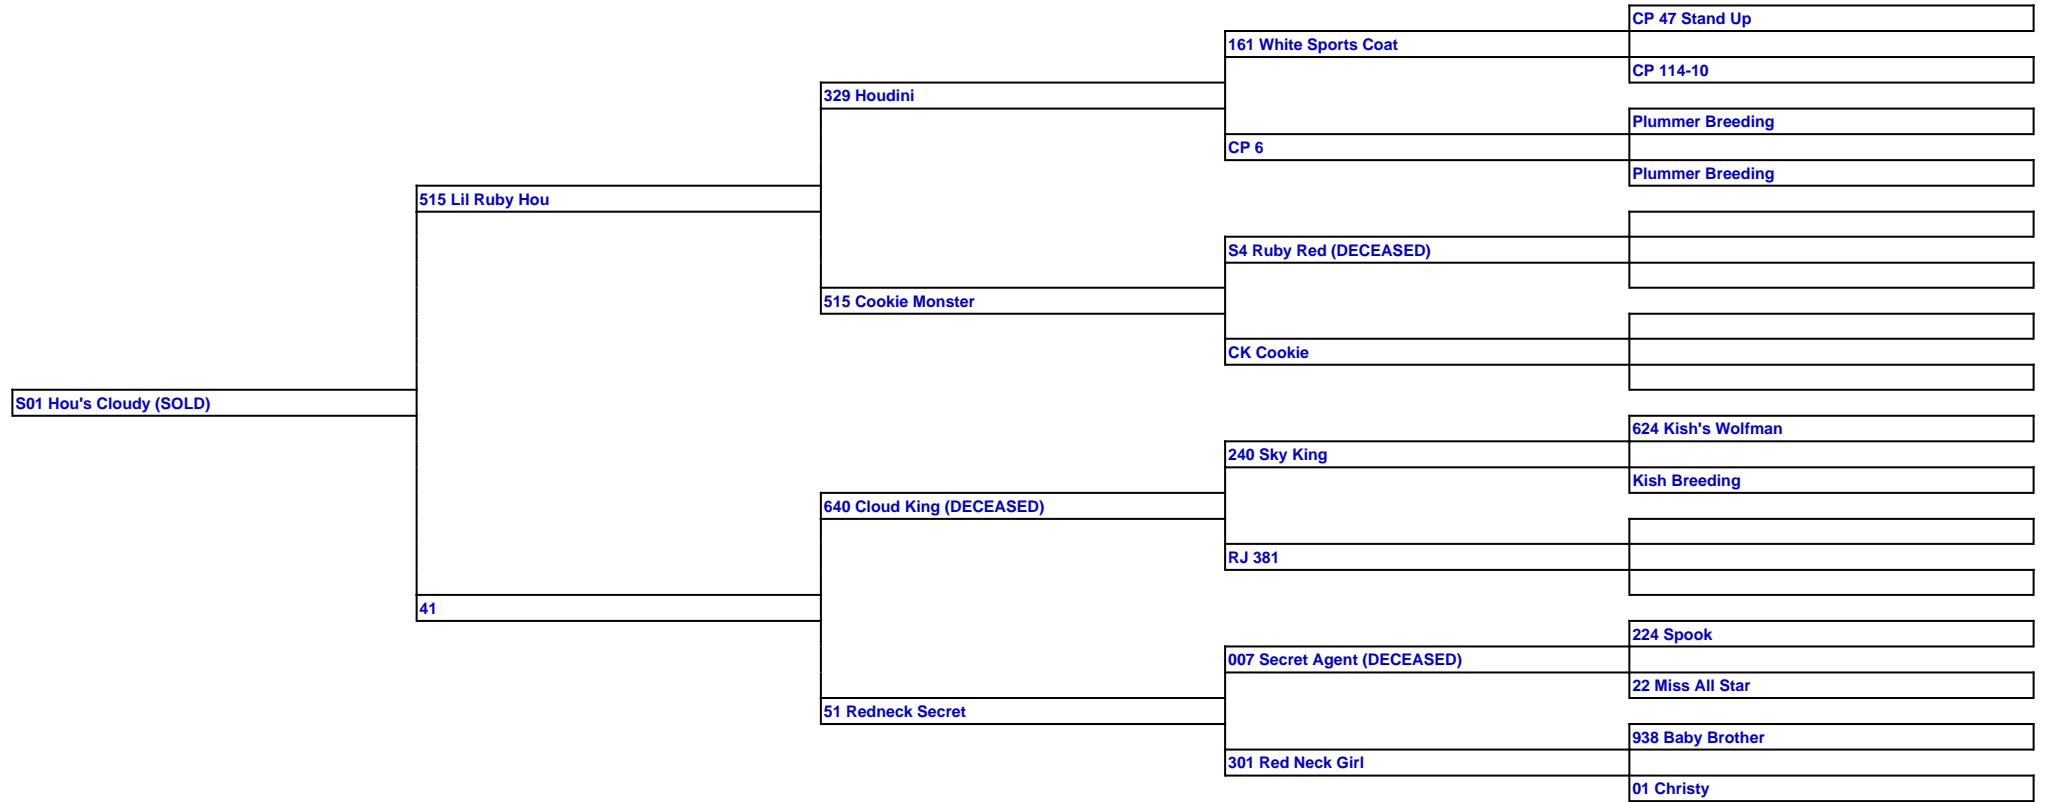 CP 47 Stand Up
161 White Sports Coat
CP 114-10
329 Houdini
Plummer Breeding
CP 6
Plummer Breeding
515 Lil Ruby Hou
S4 Ruby Red (DECEASED)
515 Cookie Monster
CK Cookie
S01 Hou's Cloudy (SOLD)
624 Kish's Wolfman
240 Sky King
Kish Breeding
640 Cloud King (DECEASED)
RJ 381
41
224 Spook
007 Secret Agent (DECEASED)
22 Miss All Star
51 Redneck Secret
938 Baby Brother
301 Red Neck Girl
01 Christy